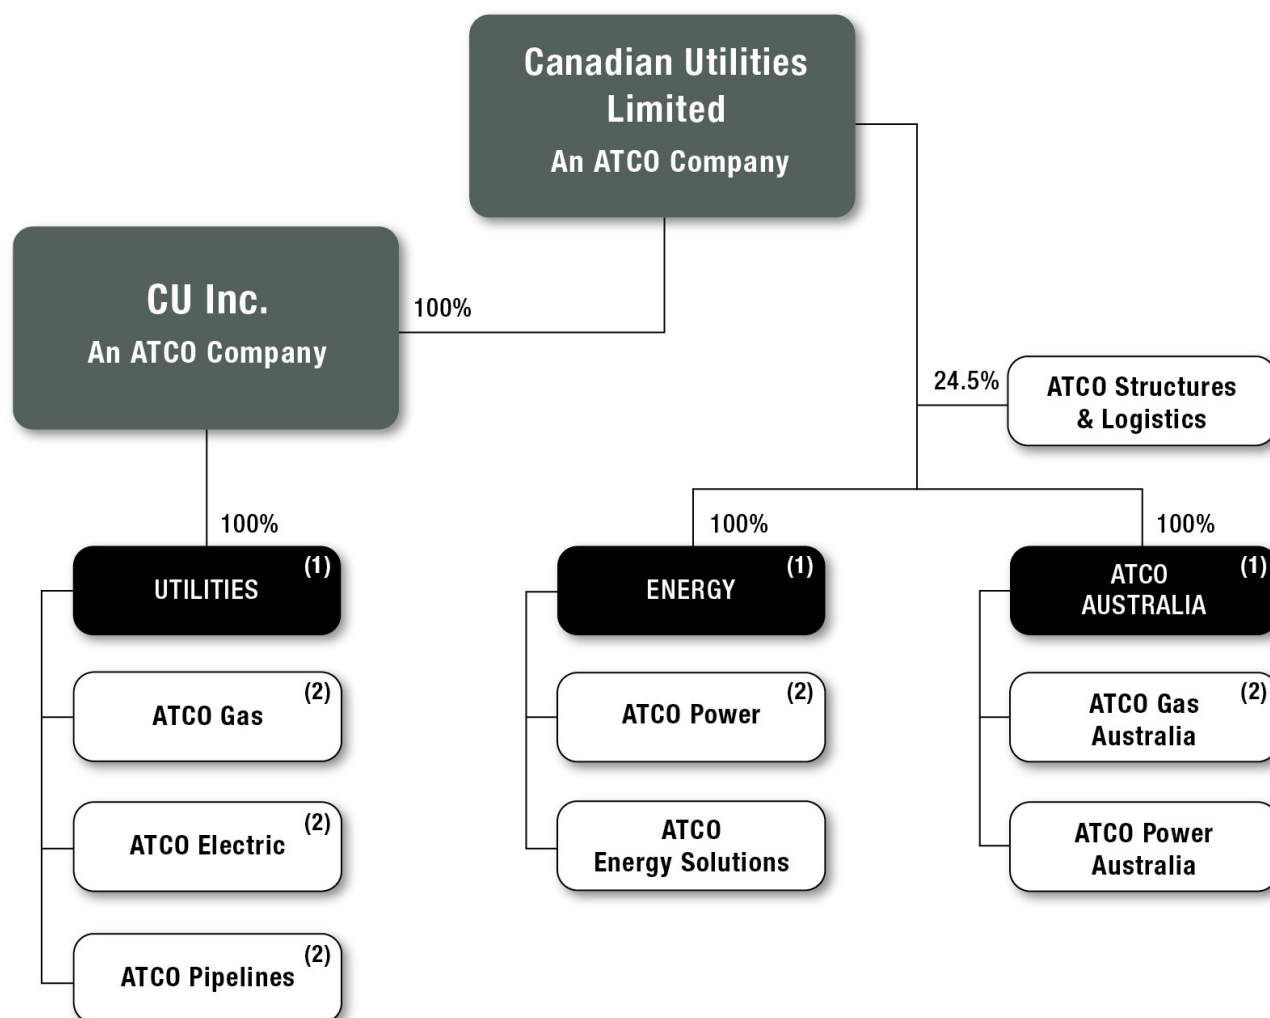 Canadian Utilities
Limited
An ATCO Company
CU Inc.
An ATCO Company
100%
24.5%
ATCO Structures
& Logistics
100%
100%
100%
UTILITIES
(1)
ENERGY
(1)
ATCO
AUSTRALIA
(1)
ATCO Gas
(2)
ATCO Power
(2)
ATCO Gas
Australia
(2)
ATCO Electric
(2)
ATCO
Energy Solutions
ATCO Power
Australia
ATCO Pipelines
(2)